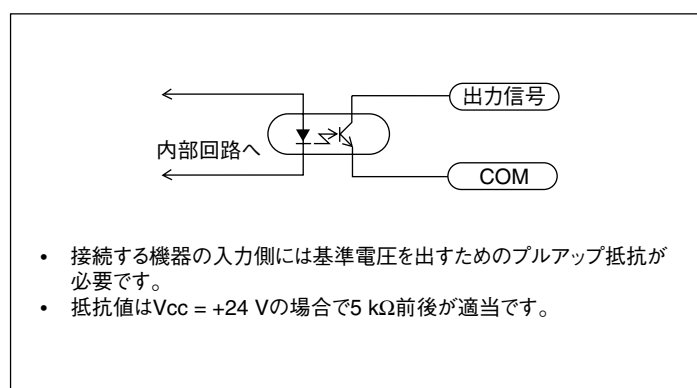 出力信号
内部回路へ
COM
• 接続する機器の入力側には基準電圧を出すためのプルアップ抵抗が
必要です。
• 抵抗値はVcc = +24 Vの場合で5 kΩ前後が適当です。